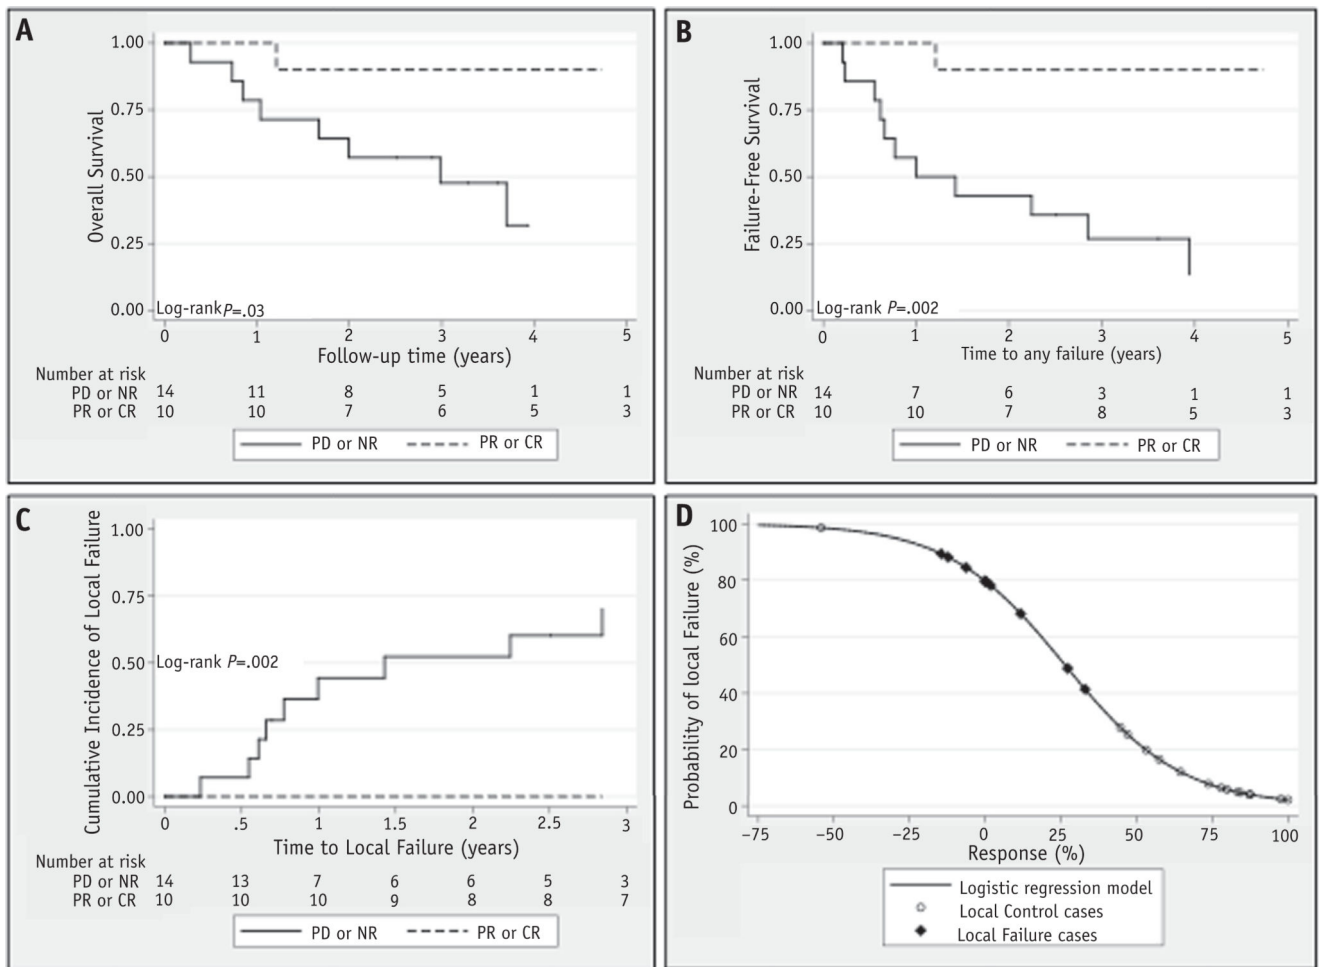 A
Overall Survival
1.00
0.75
0.50
0.25
0.00
Log-rank P=.03
0 1 2 3 4 5
Follow-up time (years)
Number at risk
PD or NR 14 11 8 5 1 1
PR or CR 10 10 7 6 5 3
PD or NR PR or CR
B
Failure-Free Survival
1.00
0.75
0.50
0.25
0.00
Log-rank P=.002
0 1 2 3 4 5
Time to any failure (years)
Number at risk
PD or NR 14 7 6 3 1 1
PR or CR 10 10 7 8 5 3
PD or NR PR or CR
C
Cumulative Incidence of Local Failure
1.00
0.75
0.50
0.25
0.00
Log-rank P=.002
0 .5 1 1.5 2 2.5 3
Time to Local Failure (years)
Number at risk
PD or NR 14 13 7 6 6 5 3
PR or CR 10 10 10 9 8 8 7
PD or NR PR or CR
D
Probability of local Failure (%)
100
80
60
40
20
0
−75 −50 −25 0 25 50 75 100
Response (%)
Logistic regression model
Local Control cases
Local Failure cases